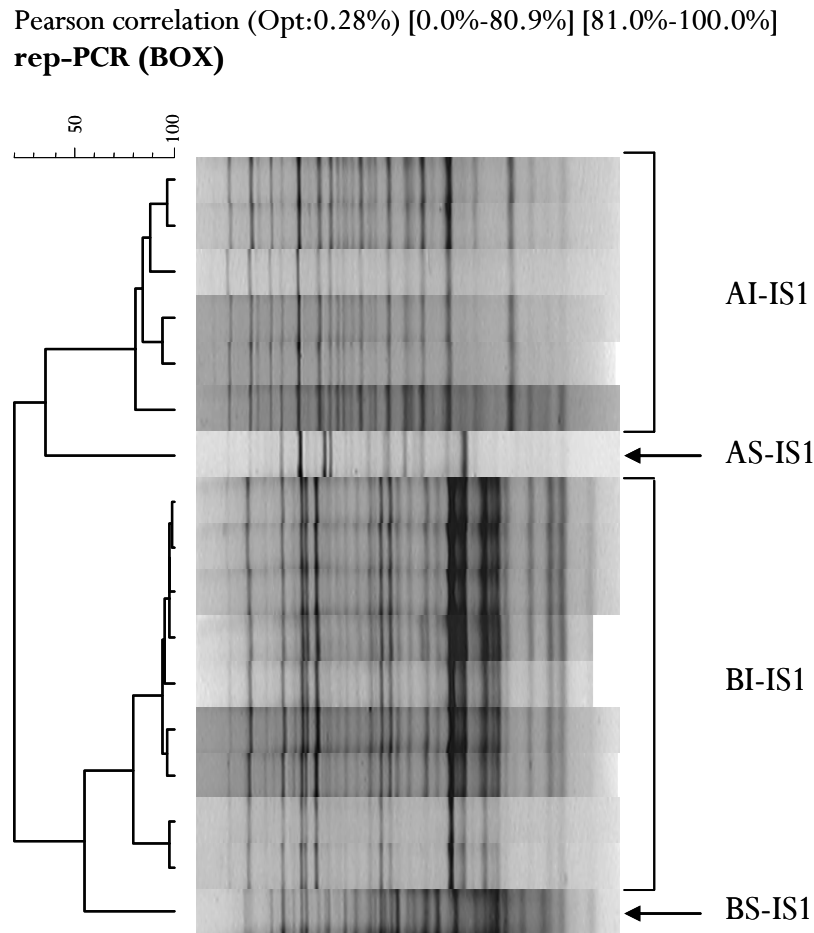 Pearson correlation (Opt:0.28%) [0.0%-80.9%] [81.0%-100.0%]
rep-PCR (BOX)
50
100
AI-IS1
AS-IS1
BI-IS1
BS-IS1